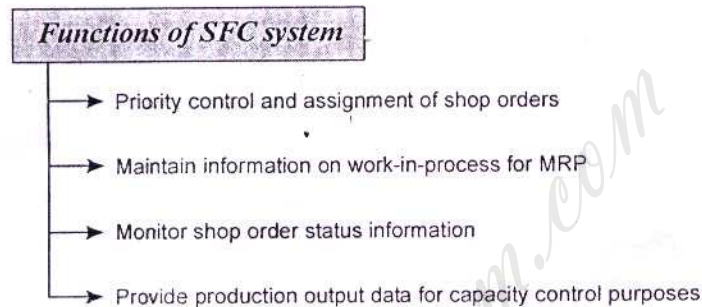 Functions of SFC system
Priority control and assignment of shop orders
Maintain information on work-in-process for MRP
Monitor shop order status information
Provide production output data for capacity control purposes
m.com